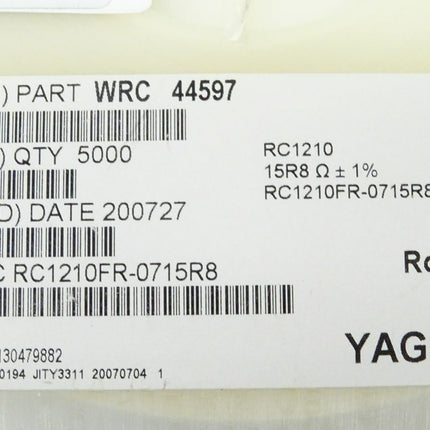 ) PART WRC 44597
) QTY 5000
RC1210
15R8 Ω ± 1%
RC1210FR-0715R8
D) DATE 200727
C RC1210FR-0715R8
YAG
130479882
0194 JITY3311 20070704 1